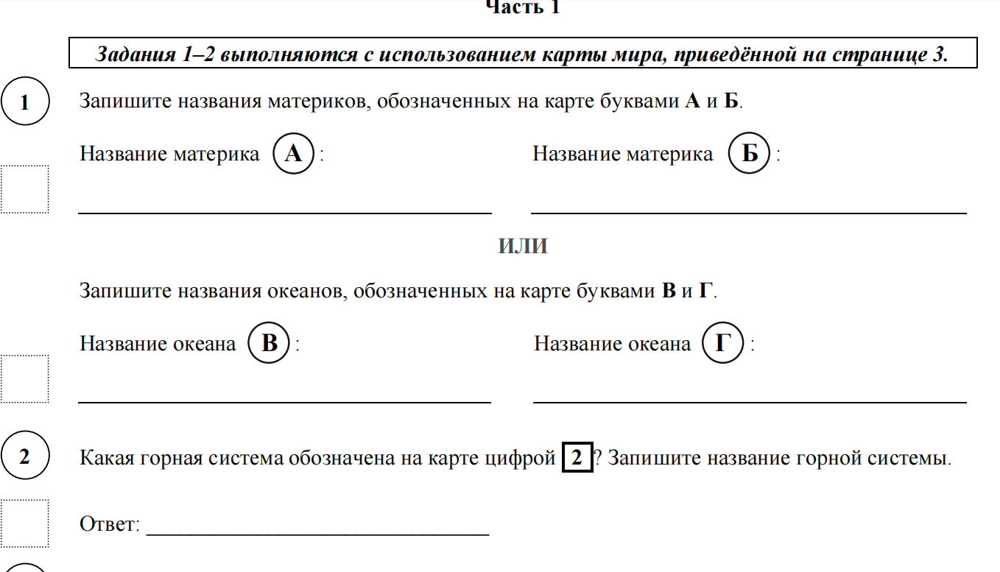 Часть 1
Задания 1–2 выполняются с использованием карты мира, приведённой на странице 3.
1 Запишите названия материков, обозначенных на карте буквами А и Б.
Название материка А : Название материка Б :
ИЛИ
Запишите названия океанов, обозначенных на карте буквами В и Г.
Название океана В : Название океана Г :
2 Какая горная система обозначена на карте цифрой 2 ? Запишите название горной системы.
Ответ: